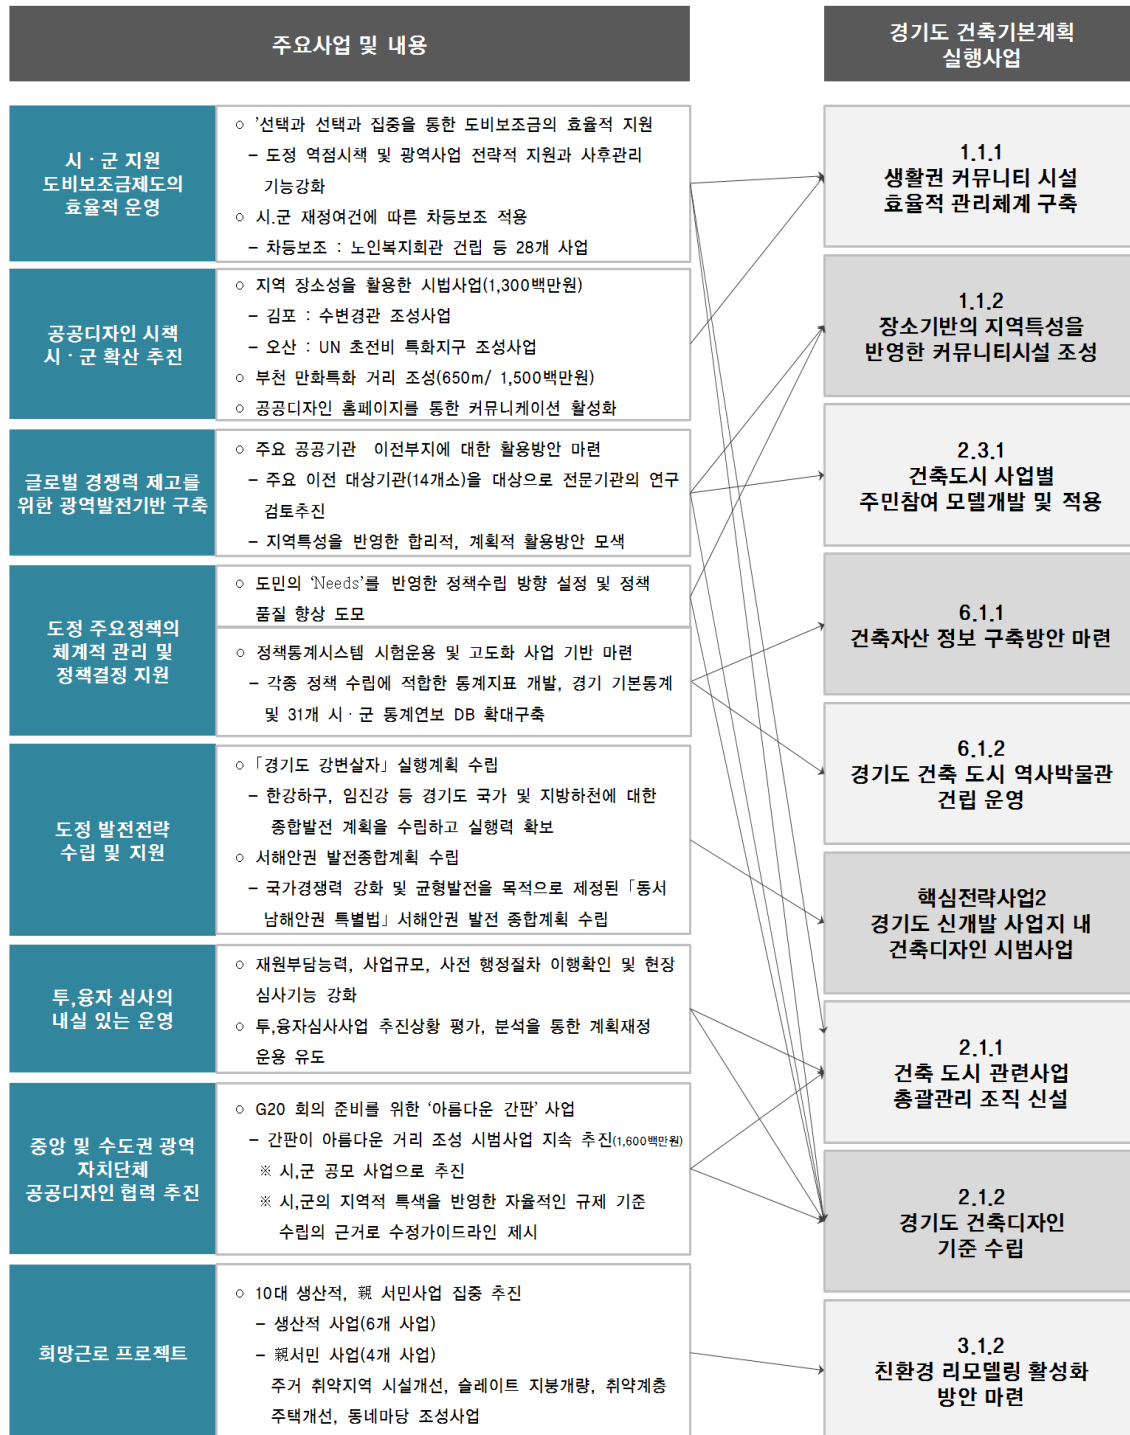 주요사업 및 내용
경기도 건축기본계획
실행사업
시·군 지원
도비보조금제도의
효율적 운영
○ '선택과 선택과 집중을 통한 도비보조금의 효율적 지원
- 도정 역점시책 및 광역사업 전략적 지원과 사후관리
기능강화
○ 시.군 재정여건에 따른 차등보조 적용
- 차등보조 : 노인복지회관 건립 등 28개 사업
공공디자인 시책
시·군 확산 추진
○ 지역 장소성을 활용한 시법사업(1,300백만원)
- 김포 : 수변경관 조성사업
- 오산 : UN 초전비 특화지구 조성사업
○ 부천 만화특화 거리 조성(650m/ 1,500백만원)
○ 공공디자인 홈페이지를 통한 커뮤니케이션 활성화
글로벌 경쟁력 제고를
위한 광역발전기반 구축
○ 주요 공공기관 이전부지에 대한 활용방안 마련
- 주요 이전 대상기관(14개소)을 대상으로 전문기관의 연구
검토추진
- 지역특성을 반영한 합리적, 계획적 활용방안 모색
도정 주요정책의
체계적 관리 및
정책결정 지원
○ 도민의 'Needs'를 반영한 정책수립 방향 설정 및 정책
품질 향상 도모
○ 정책통계시스템 시험운용 및 고도화 사업 기반 마련
- 각종 정책 수립에 적합한 통계지표 개발, 경기 기본통계
및 31개 시·군 통계연보 DB 확대구축
도정 발전전략
수립 및 지원
○ 「경기도 강변살자」 실행계획 수립
- 한강하구, 임진강 등 경기도 국가 및 지방하천에 대한
종합발전 계획을 수립하고 실행력 확보
○ 서해안권 발전종합계획 수립
- 국가경쟁력 강화 및 균형발전을 목적으로 제정된 「동서
남해안권 특별법」 서해안권 발전 종합계획 수립
투,융자 심사의
내실 있는 운영
○ 재원부담능력, 사업규모, 사전 행정절차 이행확인 및 현장
심사기능 강화
○ 투,융자심사사업 추진상황 평가, 분석을 통한 계획재정
운용 유도
중앙 및 수도권 광역
자치단체
공공디자인 협력 추진
○ G20 회의 준비를 위한 '아름다운 간판' 사업
- 간판이 아름다운 거리 조성 시범사업 지속 추진(1,600백만원)
※ 시,군 공모 사업으로 추진
※ 시,군의 지역적 특색을 반영한 자율적인 규제 기준
수립의 근거로 수정가이드라인 제시
희망근로 프로젝트
○ 10대 생산적, 親 서민사업 집중 추진
- 생산적 사업(6개 사업)
- 親서민 사업(4개 사업)
주거 취약지역 시설개선, 슬레이트 지붕개량, 취약계층
주택개선, 동네마당 조성사업
1.1.1
생활권 커뮤니티 시설
효율적 관리체계 구축
1.1.2
장소기반의 지역특성을
반영한 커뮤니티시설 조성
2.3.1
건축도시 사업별
주민참여 모델개발 및 적용
6.1.1
건축자산 정보 구축방안 마련
6.1.2
경기도 건축 도시 역사박물관
건립 운영
핵심전략사업2
경기도 신개발 사업지 내
건축디자인 시범사업
2.1.1
건축 도시 관련사업
총괄관리 조직 신설
2.1.2
경기도 건축디자인
기준 수립
3.1.2
친환경 리모델링 활성화
방안 마련